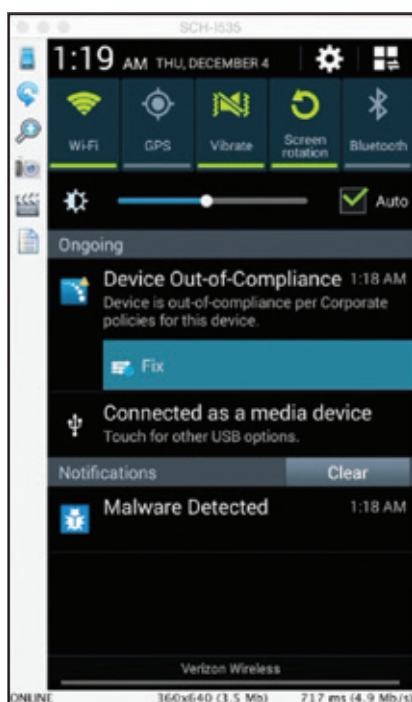 SCH-I535
1:19 AM THU, DECEMBER 4
Wi-Fi GPS Vibrate Screen rotation Bluetooth
Auto
Ongoing
Device Out-of-Compliance 1:18 AM
Device is out-of-compliance per Corporate
policies for this device.
Fix
Connected as a media device
Touch for other USB options.
Notifications Clear
Malware Detected 1:18 AM
Verizon Wireless
ONLINE 360x640 (3.5 Mb) 717 ms (4.9 Mb/s)